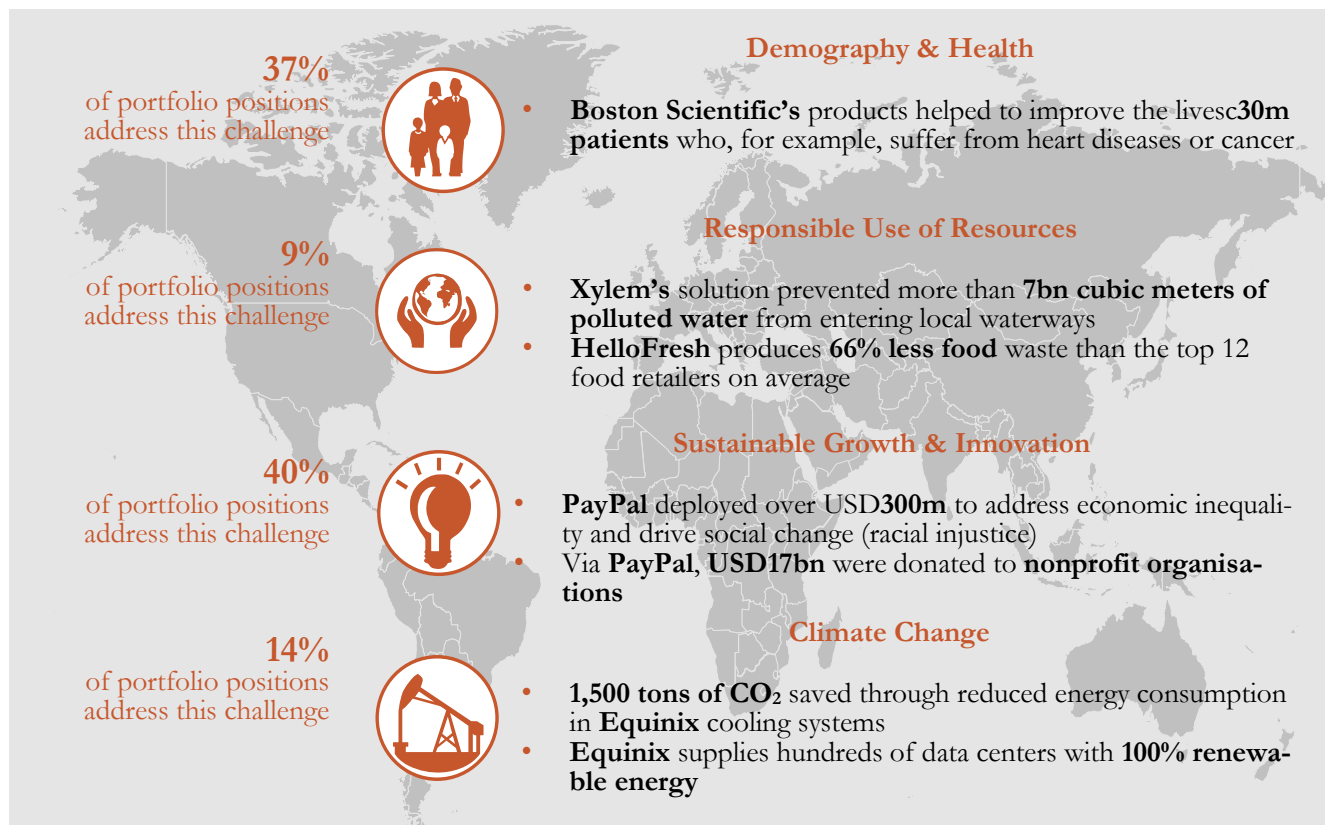 Demography & Health
37%
of portfolio positions
address this challenge
• Boston Scientific's products helped to improve the livesc30m
patients who, for example, suffer from heart diseases or cancer
Responsible Use of Resources
9%
of portfolio positions
address this challenge
• Xylem's solution prevented more than 7bn cubic meters of
polluted water from entering local waterways
• HelloFresh produces 66% less food waste than the top 12
food retailers on average
Sustainable Growth & Innovation
40%
of portfolio positions
address this challenge
• PayPal deployed over USD300m to address economic inequali-
ty and drive social change (racial injustice)
• Via PayPal, USD17bn were donated to nonprofit organisa-
tions
Climate Change
14%
of portfolio positions
address this challenge
• 1,500 tons of CO₂ saved through reduced energy consumption
in Equinix cooling systems
• Equinix supplies hundreds of data centers with 100% renewa-
ble energy